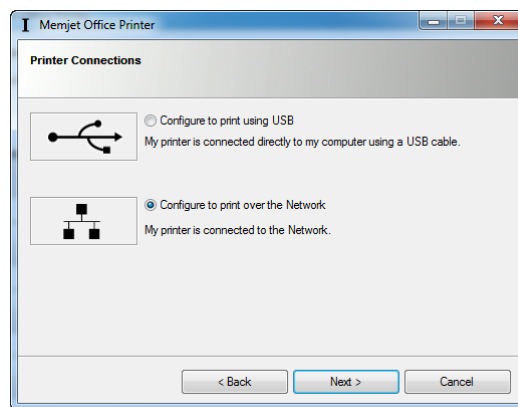 Memjet Office Printer
Printer Connections
Configure to print using USB
My printer is connected directly to my computer using a USB cable.
Configure to print over the Network
My printer is connected to the Network.
< Back
Next >
Cancel